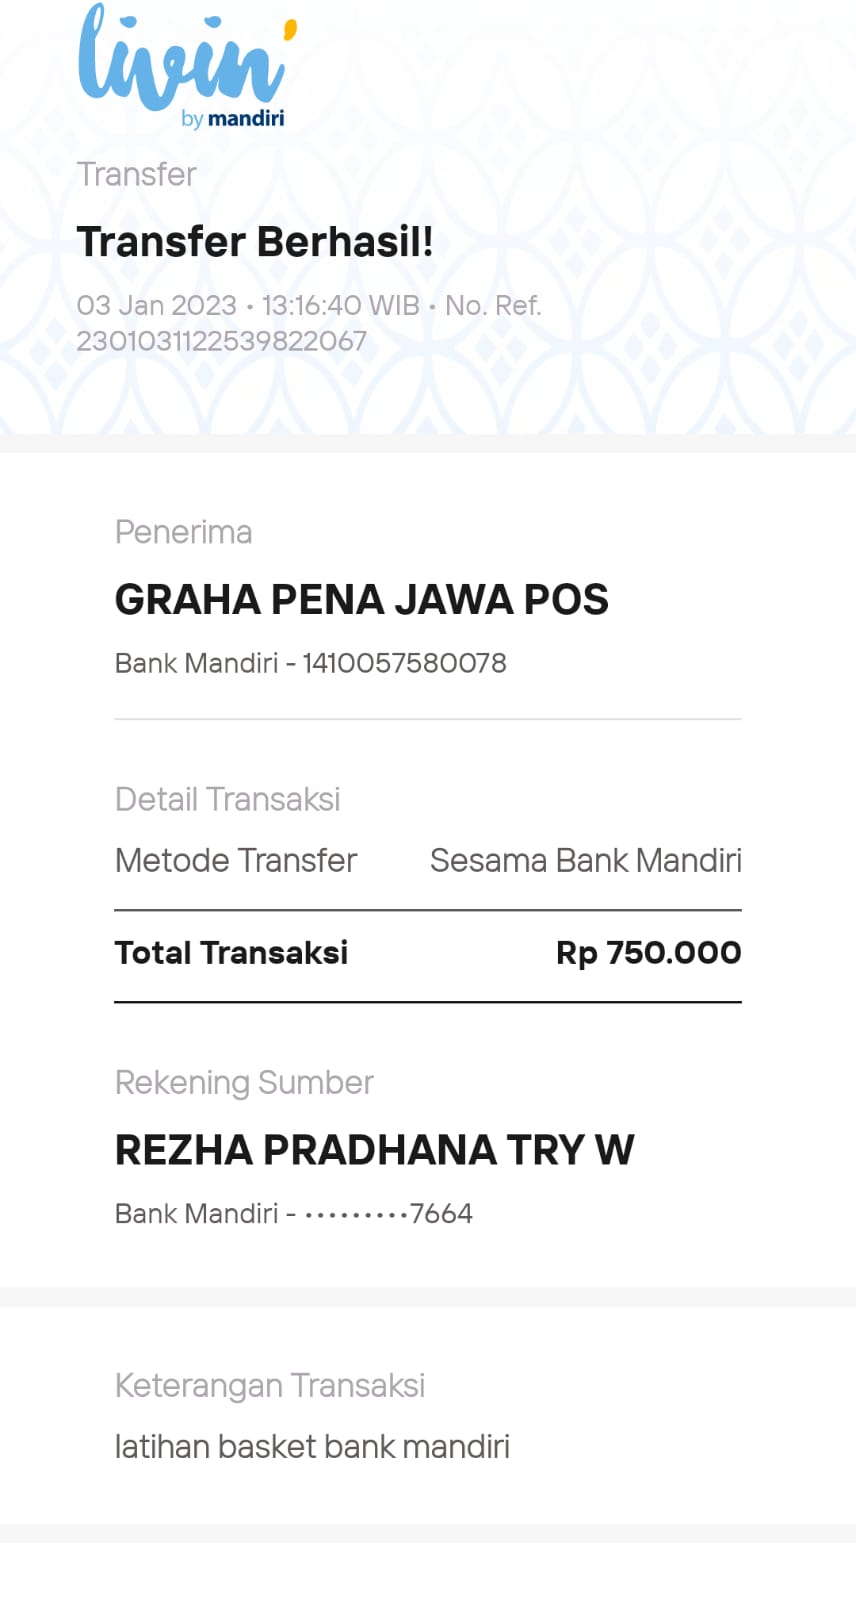 livin'
by mandiri
Transfer
Transfer Berhasil!
03 Jan 2023 • 13:16:40 WIB • No. Ref.
2301031122539822067
Penerima
GRAHA PENA JAWA POS
Bank Mandiri - 1410057580078
Detail Transaksi
Metode Transfer Sesama Bank Mandiri
Total Transaksi Rp 750.000
Rekening Sumber
REZHA PRADHANA TRY W
Bank Mandiri - •••••••••7664
Keterangan Transaksi
latihan basket bank mandiri